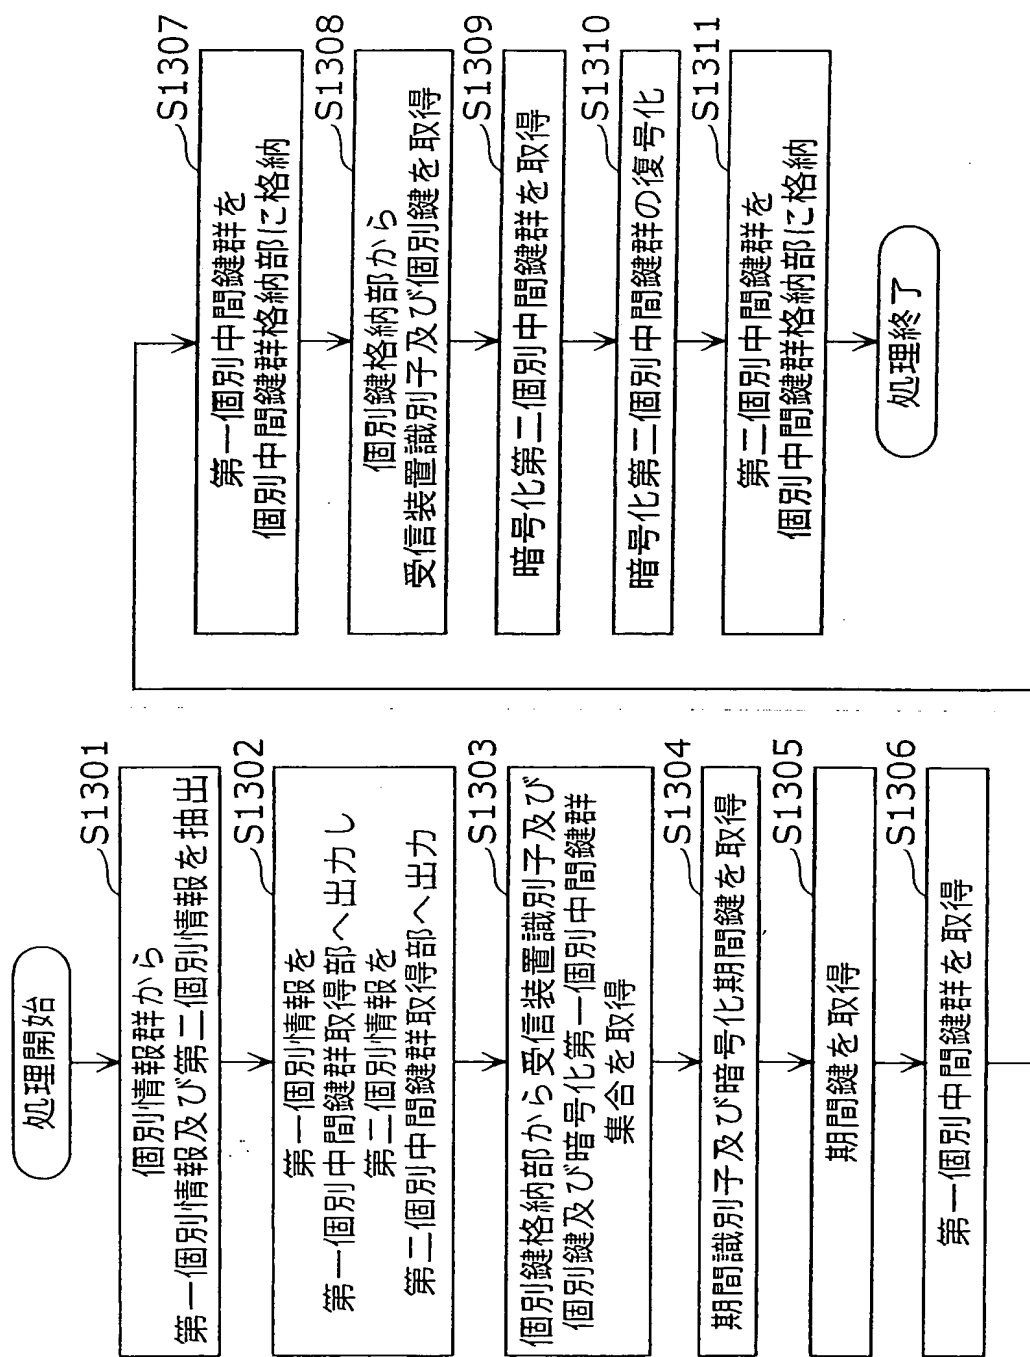 処理開始
S1301
個別情報群から
第一個別情報及び第二個別情報を抽出
S1302
第一個別情報を
第一個別中間鍵群取得部へ出力し
第二個別情報を
第二個別中間鍵群取得部へ出力
S1303
個別鍵格納部から受信装置識別子及び
個別鍵及び暗号化第一個別中間鍵群
集合を取得
S1304
期間識別子及び暗号化期間鍵を取得
S1305
期間鍵を取得
S1306
第一個別中間鍵群を取得
S1307
第一個別中間鍵群を
個別中間鍵群格納部に格納
S1308
個別鍵格納部から
受信装置識別子及び個別鍵を取得
S1309
暗号化第二個別中間鍵群を取得
S1310
暗号化第二個別中間鍵群の復号化
S1311
第二個別中間鍵群を
個別中間鍵群格納部に格納
処理終了